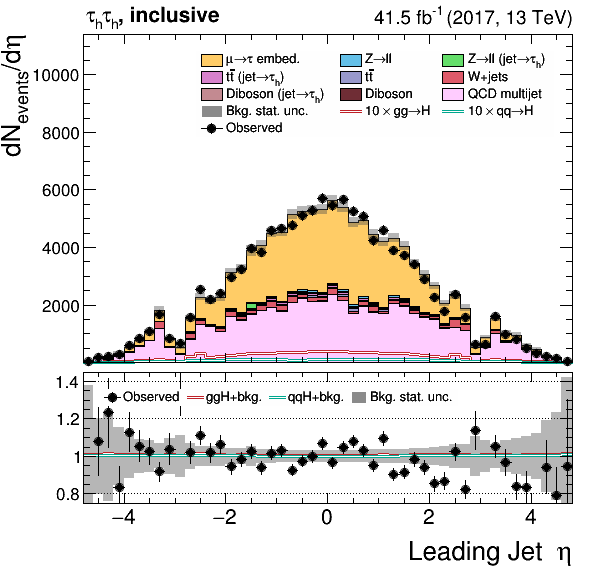 τhτh, inclusive 41.5 fb-1 (2017, 13 TeV)
dNevents/dη
10000
8000
6000
4000
2000
μ→τ embed. Z→ll Z→ll (jet→τh)
tt̄ (jet→τh) tt̄ W+jets
Diboson (jet→τh) Diboson QCD multijet
Bkg. stat. unc. 10 × gg→H 10 × qq→H
Observed
1.4
1.2
1
0.8
Observed ggH+bkg. qqH+bkg. Bkg. stat. unc.
−4 −2 0 2 4
Leading Jet η